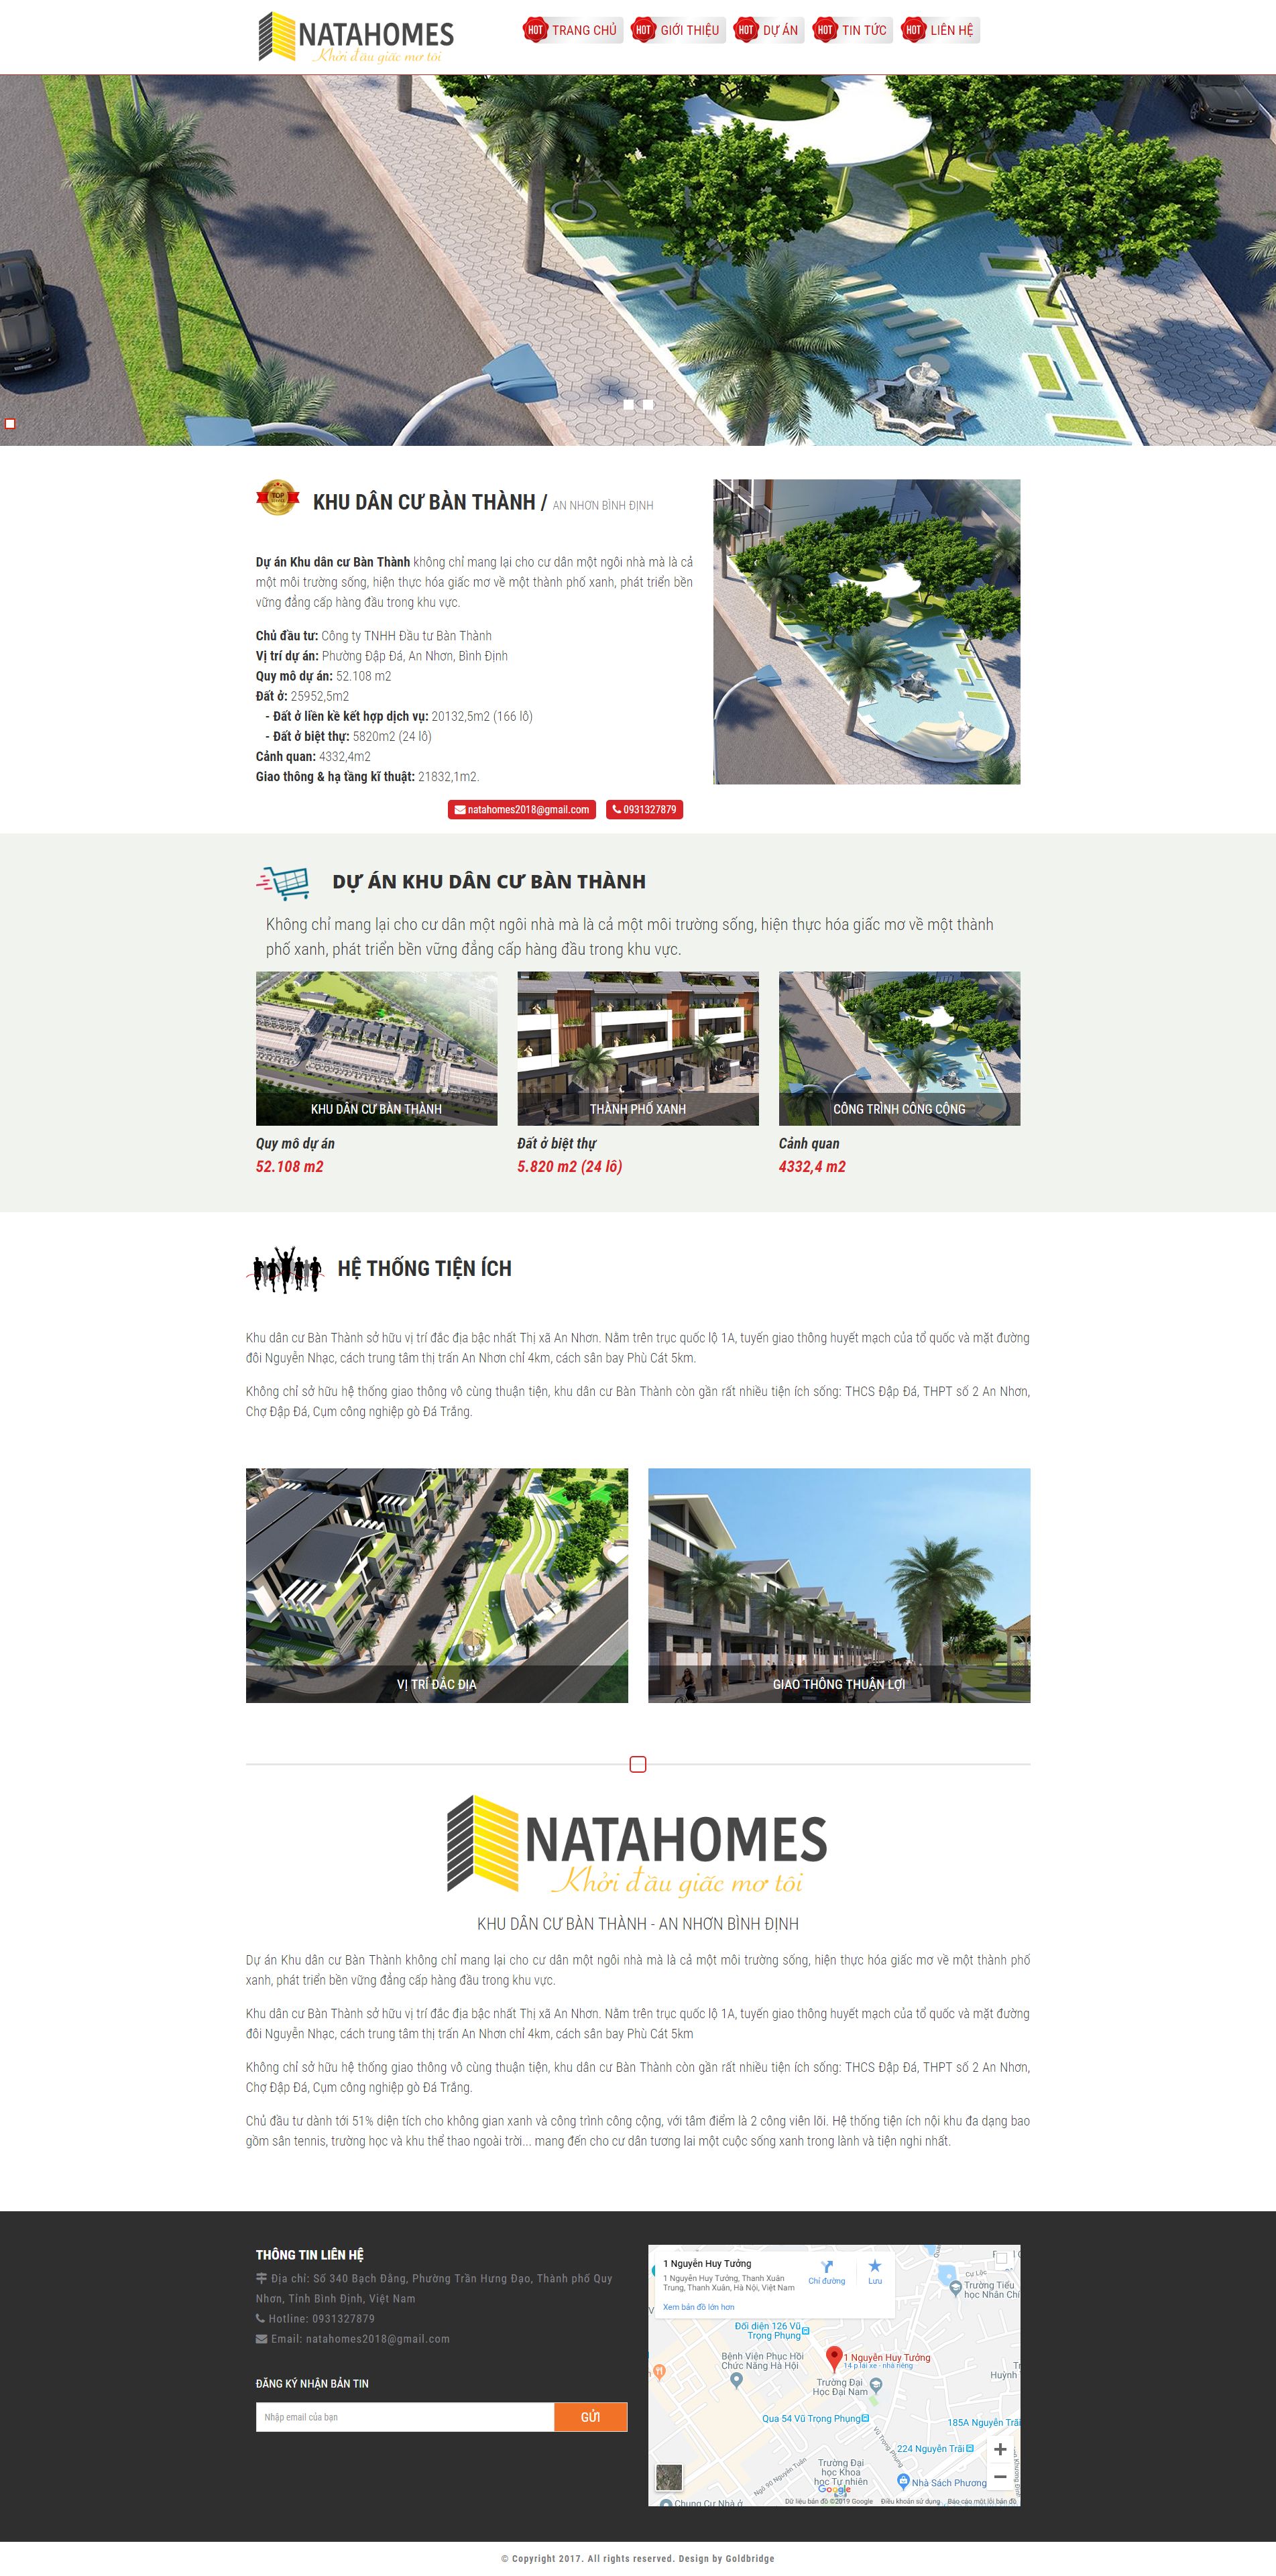 NATAHOMES
Khởi đầu giấc mơ tôi
HOT TRANG CHỦ HOT GIỚI THIỆU HOT DỰ ÁN HOT TIN TỨC HOT LIÊN HỆ
TOP
KHU DÂN CƯ BÀN THÀNH / AN NHƠN BÌNH ĐỊNH
Dự án Khu dân cư Bàn Thành không chỉ mang lại cho cư dân một ngôi nhà mà là cả
một môi trường sống, hiện thực hóa giấc mơ về một thành phố xanh, phát triển bền
vững đẳng cấp hàng đầu trong khu vực.
Chủ đầu tư: Công ty TNHH Đầu tư Bàn Thành
Vị trí dự án: Phường Đập Đá, An Nhơn, Bình Định
Quy mô dự án: 52.108 m2
Đất ở: 25952,5m2
- Đất ở liền kề kết hợp dịch vụ: 20132,5m2 (166 lô)
- Đất ở biệt thự: 5820m2 (24 lô)
Cảnh quan: 4332,4m2
Giao thông & hạ tầng kĩ thuật: 21832,1m2.
natahomes2018@gmail.com 0931327879
DỰ ÁN KHU DÂN CƯ BÀN THÀNH
Không chỉ mang lại cho cư dân một ngôi nhà mà là cả một môi trường sống, hiện thực hóa giấc mơ về một thành
phố xanh, phát triển bền vững đẳng cấp hàng đầu trong khu vực.
KHU DÂN CƯ BÀN THÀNH
THÀNH PHỐ XANH
CÔNG TRÌNH CÔNG CỘNG
Quy mô dự án
52.108 m2
Đất ở biệt thự
5.820 m2 (24 lô)
Cảnh quan
4332,4 m2
HỆ THỐNG TIỆN ÍCH
Khu dân cư Bàn Thành sở hữu vị trí đắc địa bậc nhất Thị xã An Nhơn. Nằm trên trục quốc lộ 1A, tuyến giao thông huyết mạch của tổ quốc và mặt đường
đôi Nguyễn Nhạc, cách trung tâm thị trấn An Nhơn chỉ 4km, cách sân bay Phù Cát 5km.
Không chỉ sở hữu hệ thống giao thông vô cùng thuận tiện, khu dân cư Bàn Thành còn gần rất nhiều tiện ích sống: THCS Đập Đá, THPT số 2 An Nhơn,
Chợ Đập Đá, Cụm công nghiệp gò Đá Trắng.
VỊ TRÍ ĐẮC ĐỊA
GIAO THÔNG THUẬN LỢI
NATAHOMES
Khởi đầu giấc mơ tôi
KHU DÂN CƯ BÀN THÀNH - AN NHƠN BÌNH ĐỊNH
Dự án Khu dân cư Bàn Thành không chỉ mang lại cho cư dân một ngôi nhà mà là cả một môi trường sống, hiện thực hóa giấc mơ về một thành phố
xanh, phát triển bền vững đẳng cấp hàng đầu trong khu vực.
Khu dân cư Bàn Thành sở hữu vị trí đắc địa bậc nhất Thị xã An Nhơn. Nằm trên trục quốc lộ 1A, tuyến giao thông huyết mạch của tổ quốc và mặt đường
đôi Nguyễn Nhạc, cách trung tâm thị trấn An Nhơn chỉ 4km, cách sân bay Phù Cát 5km
Không chỉ sở hữu hệ thống giao thông vô cùng thuận tiện, khu dân cư Bàn Thành còn gần rất nhiều tiện ích sống: THCS Đập Đá, THPT số 2 An Nhơn,
Chợ Đập Đá, Cụm công nghiệp gò Đá Trắng.
Chủ đầu tư dành tới 51% diện tích cho không gian xanh và công trình công cộng, với tâm điểm là 2 công viên lõi. Hệ thống tiện ích nội khu đa dạng bao
gồm sân tennis, trường học và khu thể thao ngoài trời... mang đến cho cư dân tương lai một cuộc sống xanh trong lành và tiện nghi nhất.
THÔNG TIN LIÊN HỆ
Địa chỉ: Số 340 Bạch Đằng, Phường Trần Hưng Đạo, Thành phố Quy
Nhơn, Tỉnh Bình Định, Việt Nam
Hotline: 0931327879
Email: natahomes2018@gmail.com
ĐĂNG KÝ NHẬN BẢN TIN
Nhập email của bạn GỬI
1 Nguyễn Huy Tưởng
1 Nguyễn Huy Tưởng, Thanh Xuân
Trung, Thanh Xuân, Hà Nội, Việt Nam
Chỉ đường Lưu
Xem bản đồ lớn hơn
Cự Lộc
Trường Tiểu
học Nhân Ch
Đối diện 126 Vũ
Trọng Phụng
Bệnh Viện Phục Hồi
Chức Năng Hà Nội
1 Nguyễn Huy Tưởng
14 p lái xe - nhà riêng
Huỳnh
Trường Đại
Học Đại Nam
Qua 54 Vũ Trọng Phụng
185A Nguyễn Trãi
Vũ Trọng Phụng
224 Nguyễn Trãi
Ngõ 90 Nguyễn Tuân
Trường Đại
học Khoa
học Tự nhiên
Nhà Sách Phương
Google
Chung Cư Nhà ở
Dữ liệu bản đồ ©2019 Google Điều khoản sử dụng Báo cáo một lỗi bản đồ
© Copyright 2017. All rights reserved. Design by Goldbridge